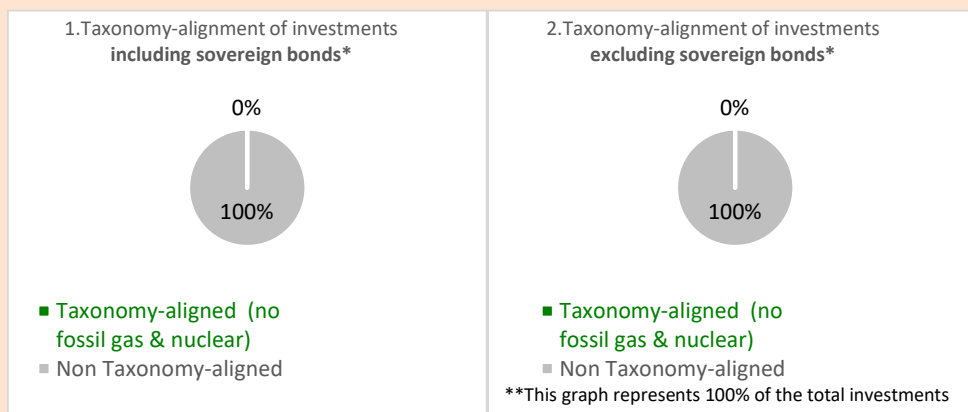 1.Taxonomy-alignment of investments
including sovereign bonds*
0%
100%
Taxonomy-aligned (no
fossil gas & nuclear)
Non Taxonomy-aligned
2.Taxonomy-alignment of investments
excluding sovereign bonds*
0%
100%
Taxonomy-aligned (no
fossil gas & nuclear)
Non Taxonomy-aligned
**This graph represents 100% of the total investments